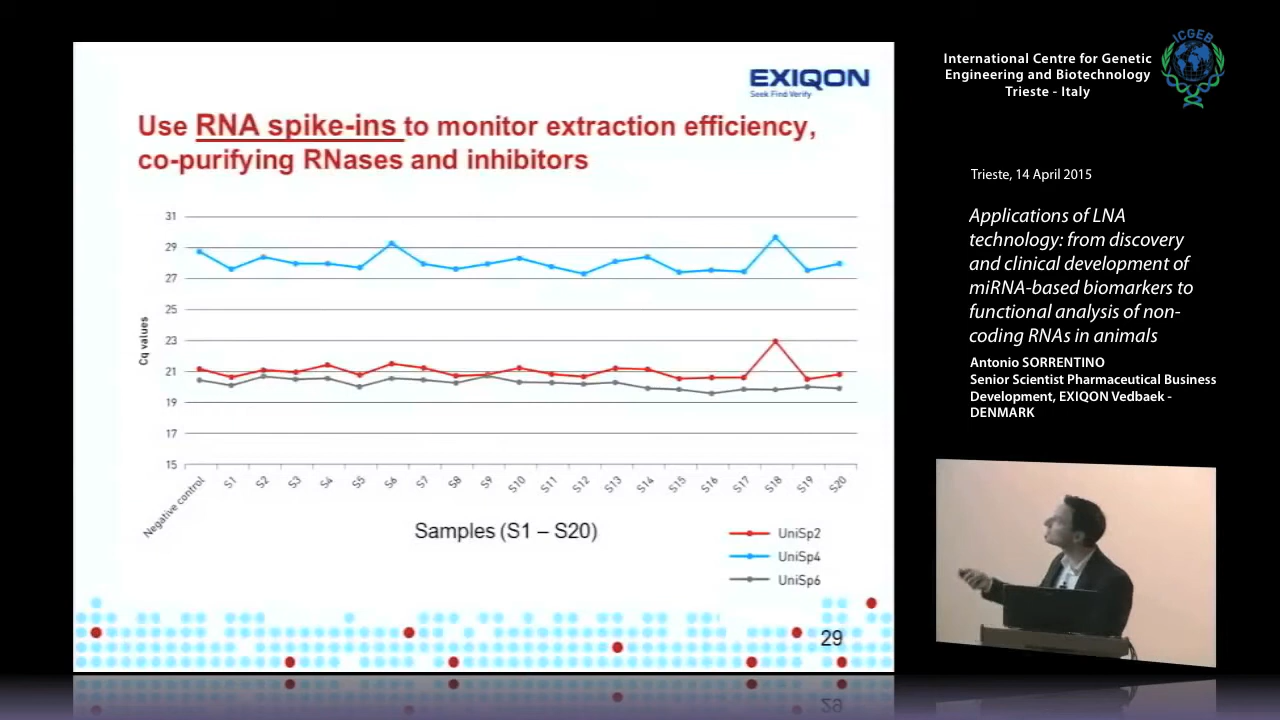 EXIQON
Seek Find Verify
Use RNA spike-ins to monitor extraction efficiency,
co-purifying RNases and inhibitors
31
29
27
25
23
21
19
17
15
Cq values
Negative control
S1
S2
S3
S4
S5
S6
S7
S8
S9
S10
S11
S12
S13
S14
S15
S16
S17
S18
S19
S20
Samples (S1 – S20)
UniSp2
UniSp4
UniSp6
29
ICGEB
International Centre for Genetic
Engineering and Biotechnology
Trieste - Italy
Trieste, 14 April 2015
Applications of LNA
technology: from discovery
and clinical development of
miRNA-based biomarkers to
functional analysis of non-
coding RNAs in animals
Antonio SORRENTINO
Senior Scientist Pharmaceutical Business
Development, EXIQON Vedbaek -
DENMARK